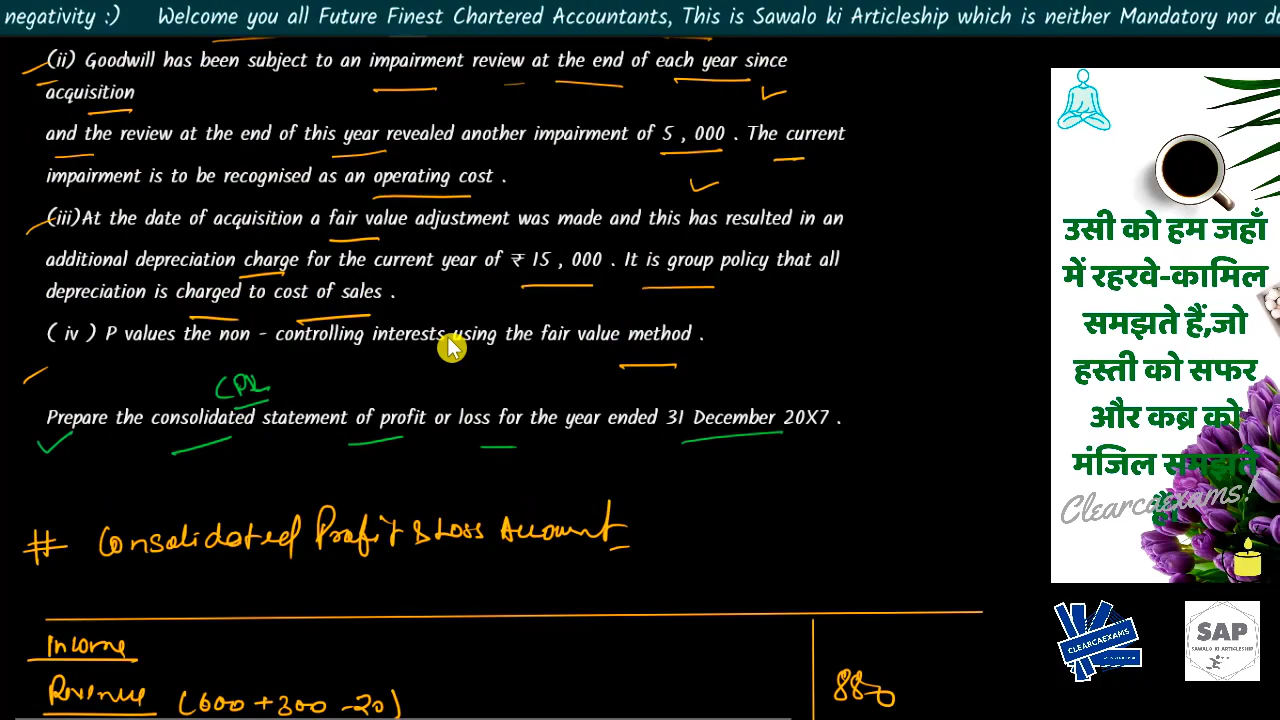 negativity :) Welcome you all Future Finest Chartered Accountants, This is Sawalo ki Articleship which is neither Mandatory nor
(ii) Goodwill has been subject to an impairment review at the end of each year since
acquisition
and the review at the end of this year revealed another impairment of 5 , 000 . The current
impairment is to be recognised as an operating cost .
(iii)At the date of acquisition a fair value adjustment was made and this has resulted in an
additional depreciation charge for the current year of ₹ 15 , 000 . It is group policy that all
depreciation is charged to cost of sales .
( iv ) P values the non - controlling interests using the fair value method .
CPL
Prepare the consolidated statement of profit or loss for the year ended 31 December 20X7 .
# Consolidated Profit & Loss Account
Income
Revenue (600 + 300 - 20) 880
उसी को हम जहाँ
में रहरवे-कामिल
समझते हैं,जो
हस्ती को सफर
और कब्र को
मंजिल समझते
है!
Clearcaexams!
CLEARCAEXAMS
SAP
SAWALO KI ARTICLESHIP